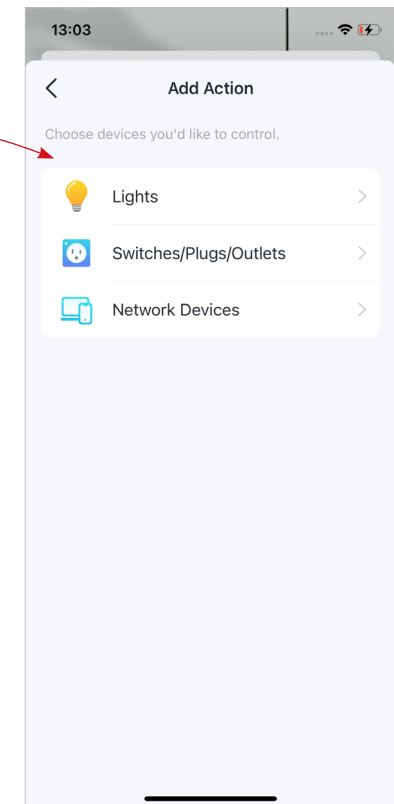 13:03
Add Action
Choose devices you'd like to control.
Lights
Switches/Plugs/Outlets
Network Devices